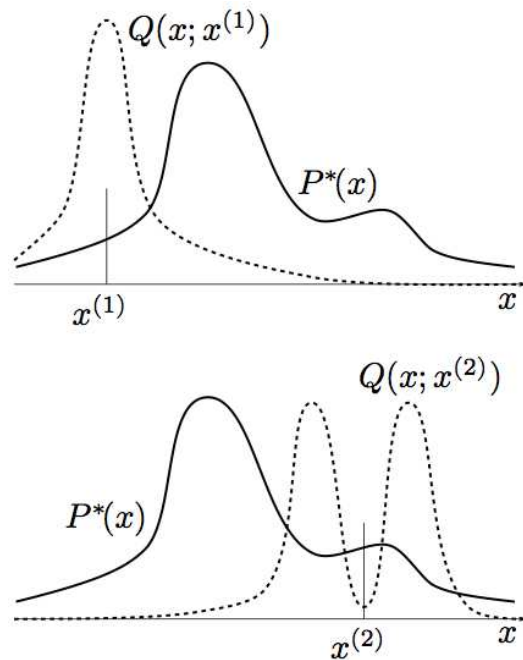 Q(x; x⁽¹⁾)
P*(x)
x⁽¹⁾
x
Q(x; x⁽²⁾)
P*(x)
x⁽²⁾
x